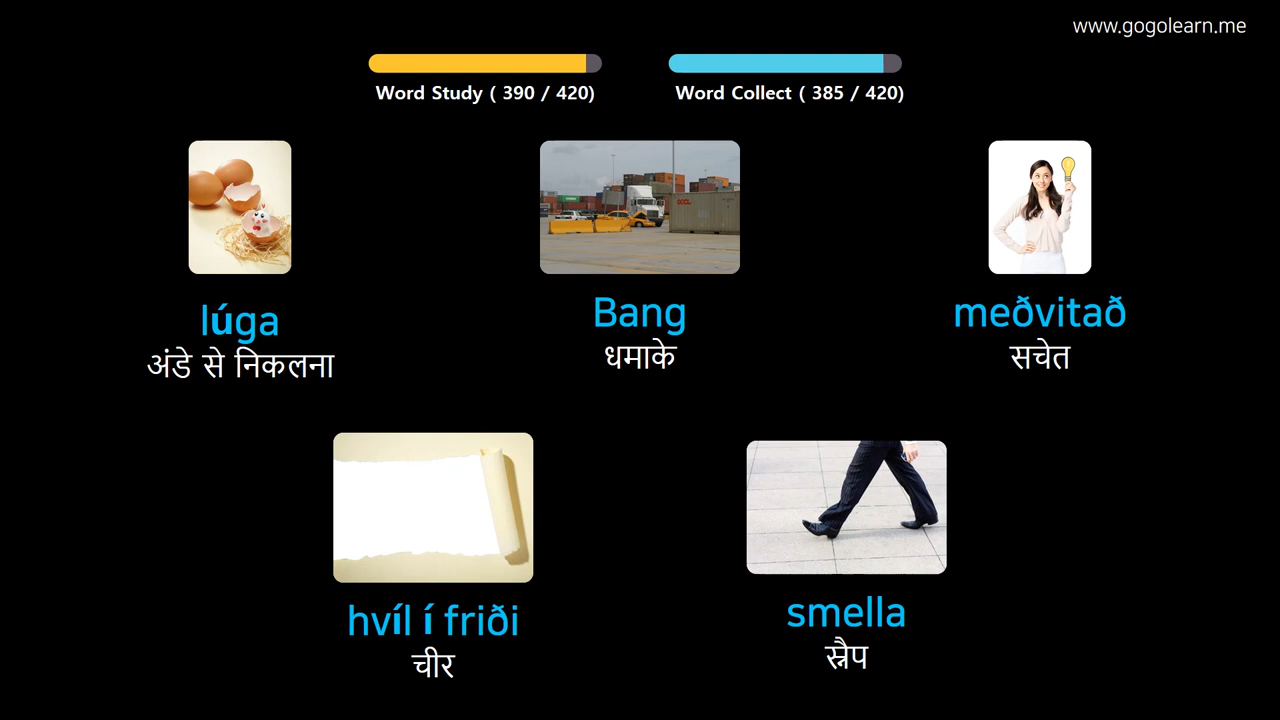 www.gogolearn.me
Word Study ( 390 / 420)
Word Collect ( 385 / 420)
lúga
अंडे से निकलना
Bang
धमाके
meðvitað
सचेत
hvíl í friði
चीर
smella
स्नैप